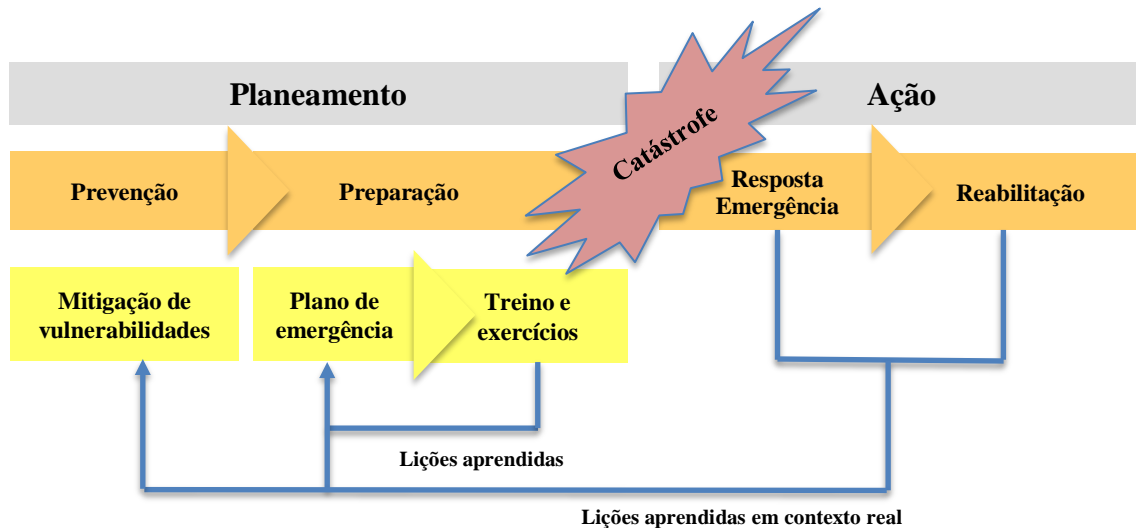 Planeamento
Ação
Catástrofe
Prevenção
Preparação
Resposta
Emergência
Reabilitação
Mitigação de
vulnerabilidades
Plano de
emergência
Treino e
exercícios
Lições aprendidas
Lições aprendidas em contexto real